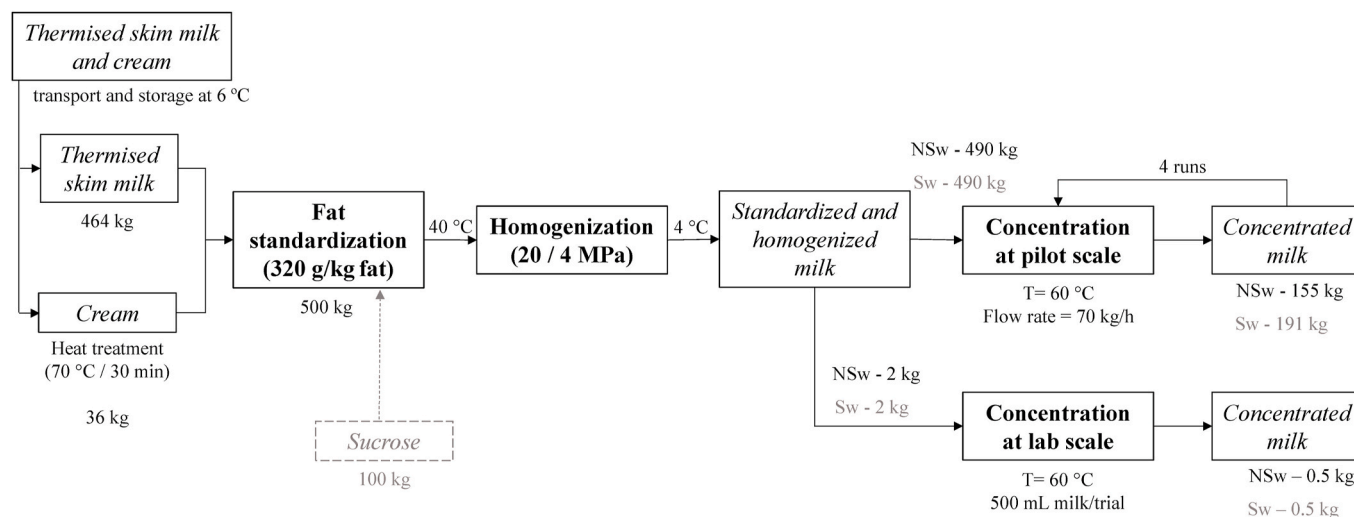 Thermised skim milk
and cream
transport and storage at 6 °C
Thermised
skim milk
464 kg
Cream
Heat treatment
(70 °C / 30 min)
36 kg
Fat
standardization
(320 g/kg fat)
500 kg
Sucrose
100 kg
40 °C
Homogenization
(20 / 4 MPa)
4 °C
Standardized and
homogenized
milk
NSw - 490 kg
Sw - 490 kg
4 runs
Concentration
at pilot scale
T= 60 °C
Flow rate = 70 kg/h
Concentrated
milk
NSw - 155 kg
Sw - 191 kg
NSw - 2 kg
Sw - 2 kg
Concentration
at lab scale
T= 60 °C
500 mL milk/trial
Concentrated
milk
NSw – 0.5 kg
Sw – 0.5 kg